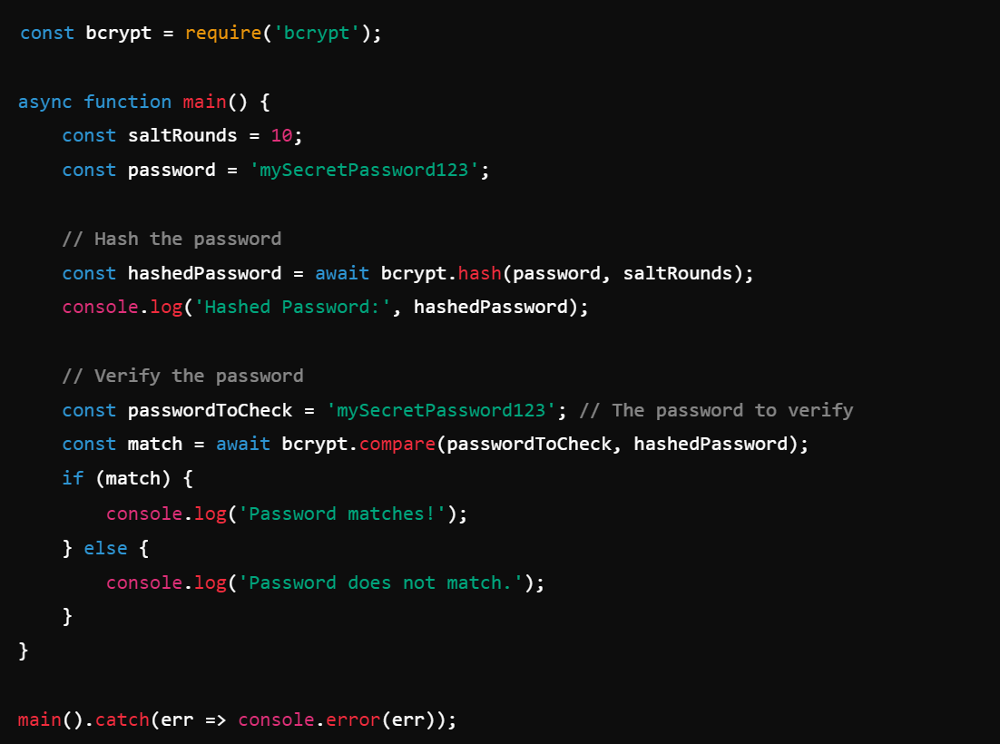 const bcrypt = require('bcrypt');
async function main() {
    const saltRounds = 10;
    const password = 'mySecretPassword123';
    // Hash the password
    const hashedPassword = await bcrypt.hash(password, saltRounds);
    console.log('Hashed Password:', hashedPassword);
    // Verify the password
    const passwordToCheck = 'mySecretPassword123'; // The password to verify
    const match = await bcrypt.compare(passwordToCheck, hashedPassword);
    if (match) {
        console.log('Password matches!');
    } else {
        console.log('Password does not match.');
    }
}
main().catch(err => console.error(err));